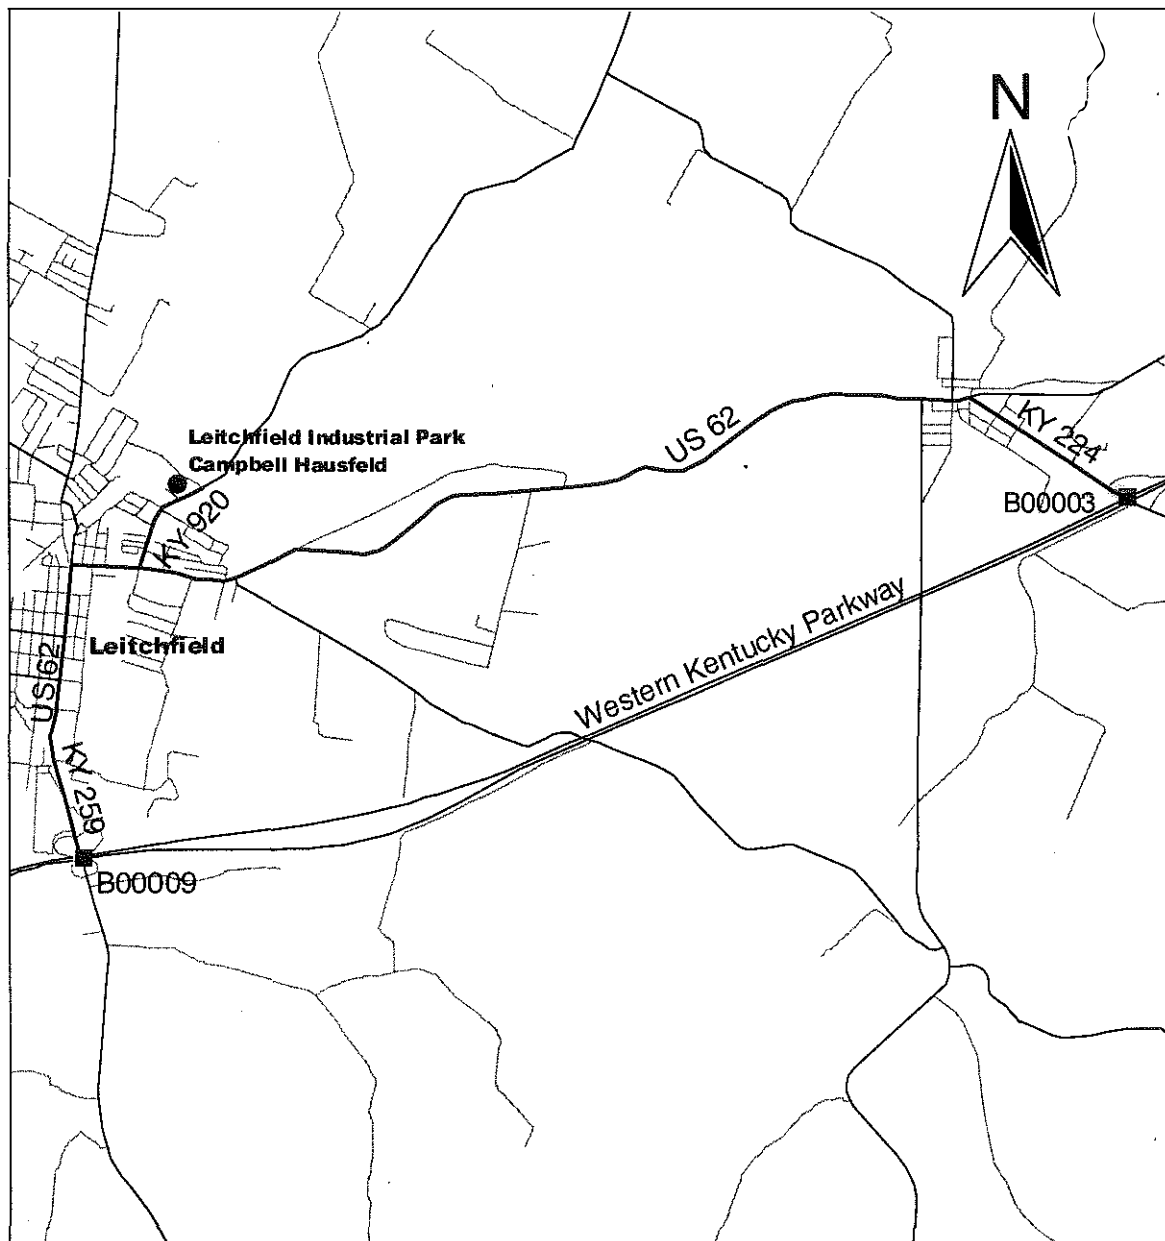 N
Leitchfield Industrial Park
Campbell Hausfeld
US 62
KY 224
B00003
KY 920
Western Kentucky Parkway
Leitchfield
US 62
KY 259
B00009